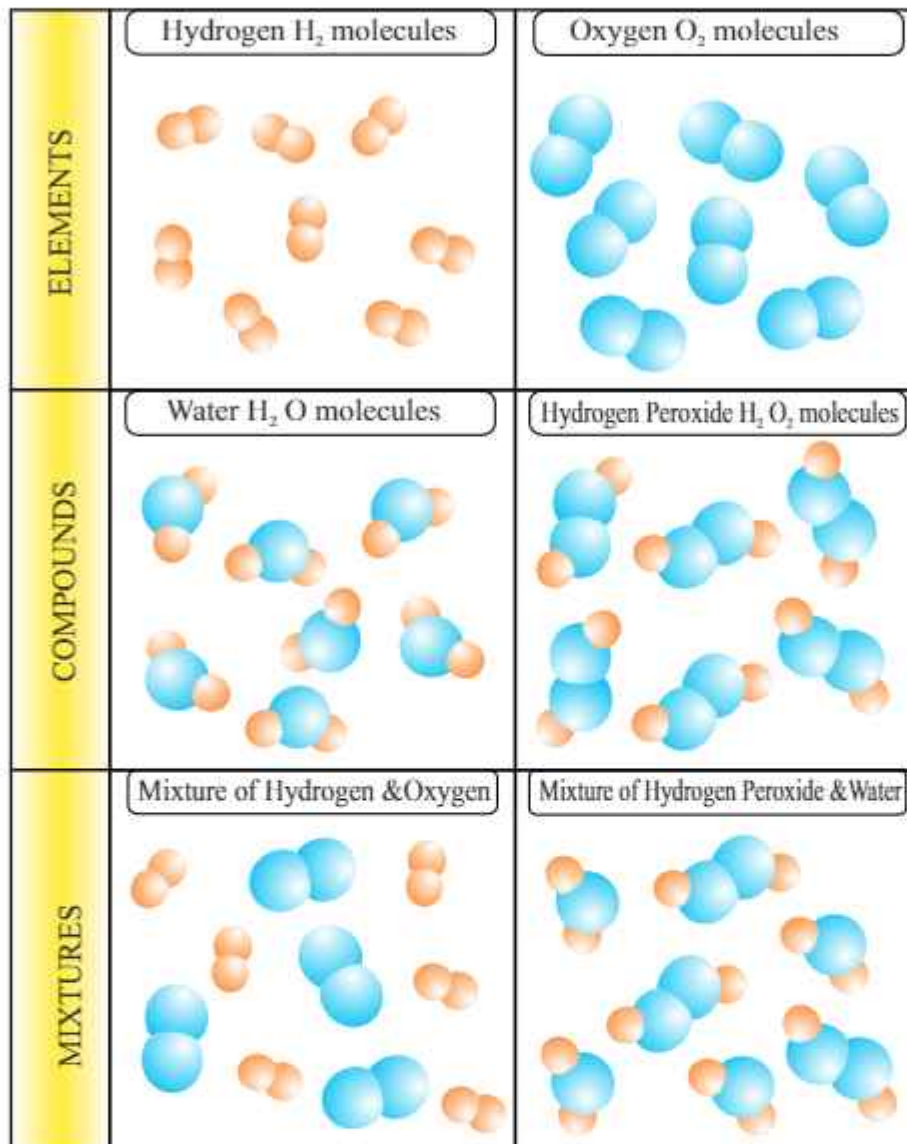 ELEMENTS
Hydrogen H₂ molecules
Oxygen O₂ molecules
COMPOUNDS
Water H₂ O molecules
Hydrogen Peroxide H₂ O₂ molecules
MIXTURES
Mixture of Hydrogen &Oxygen
Mixture of Hydrogen Peroxide &Water